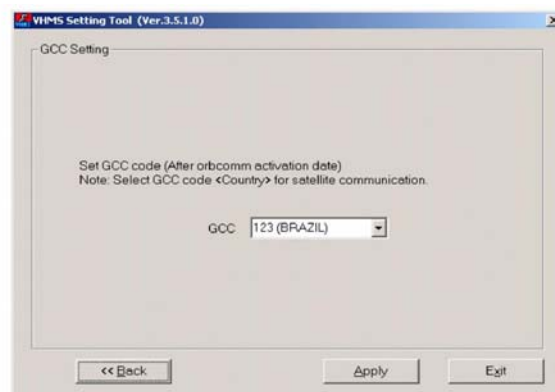 VHMS Setting Tool (Ver.3.5.1.0)
GCC Setting
Set GCC code (After orbcomm activation date)
Note: Select GCC code <Country> for satellite communication.
GCC 123 (BRAZIL)
<< Back Apply Exit